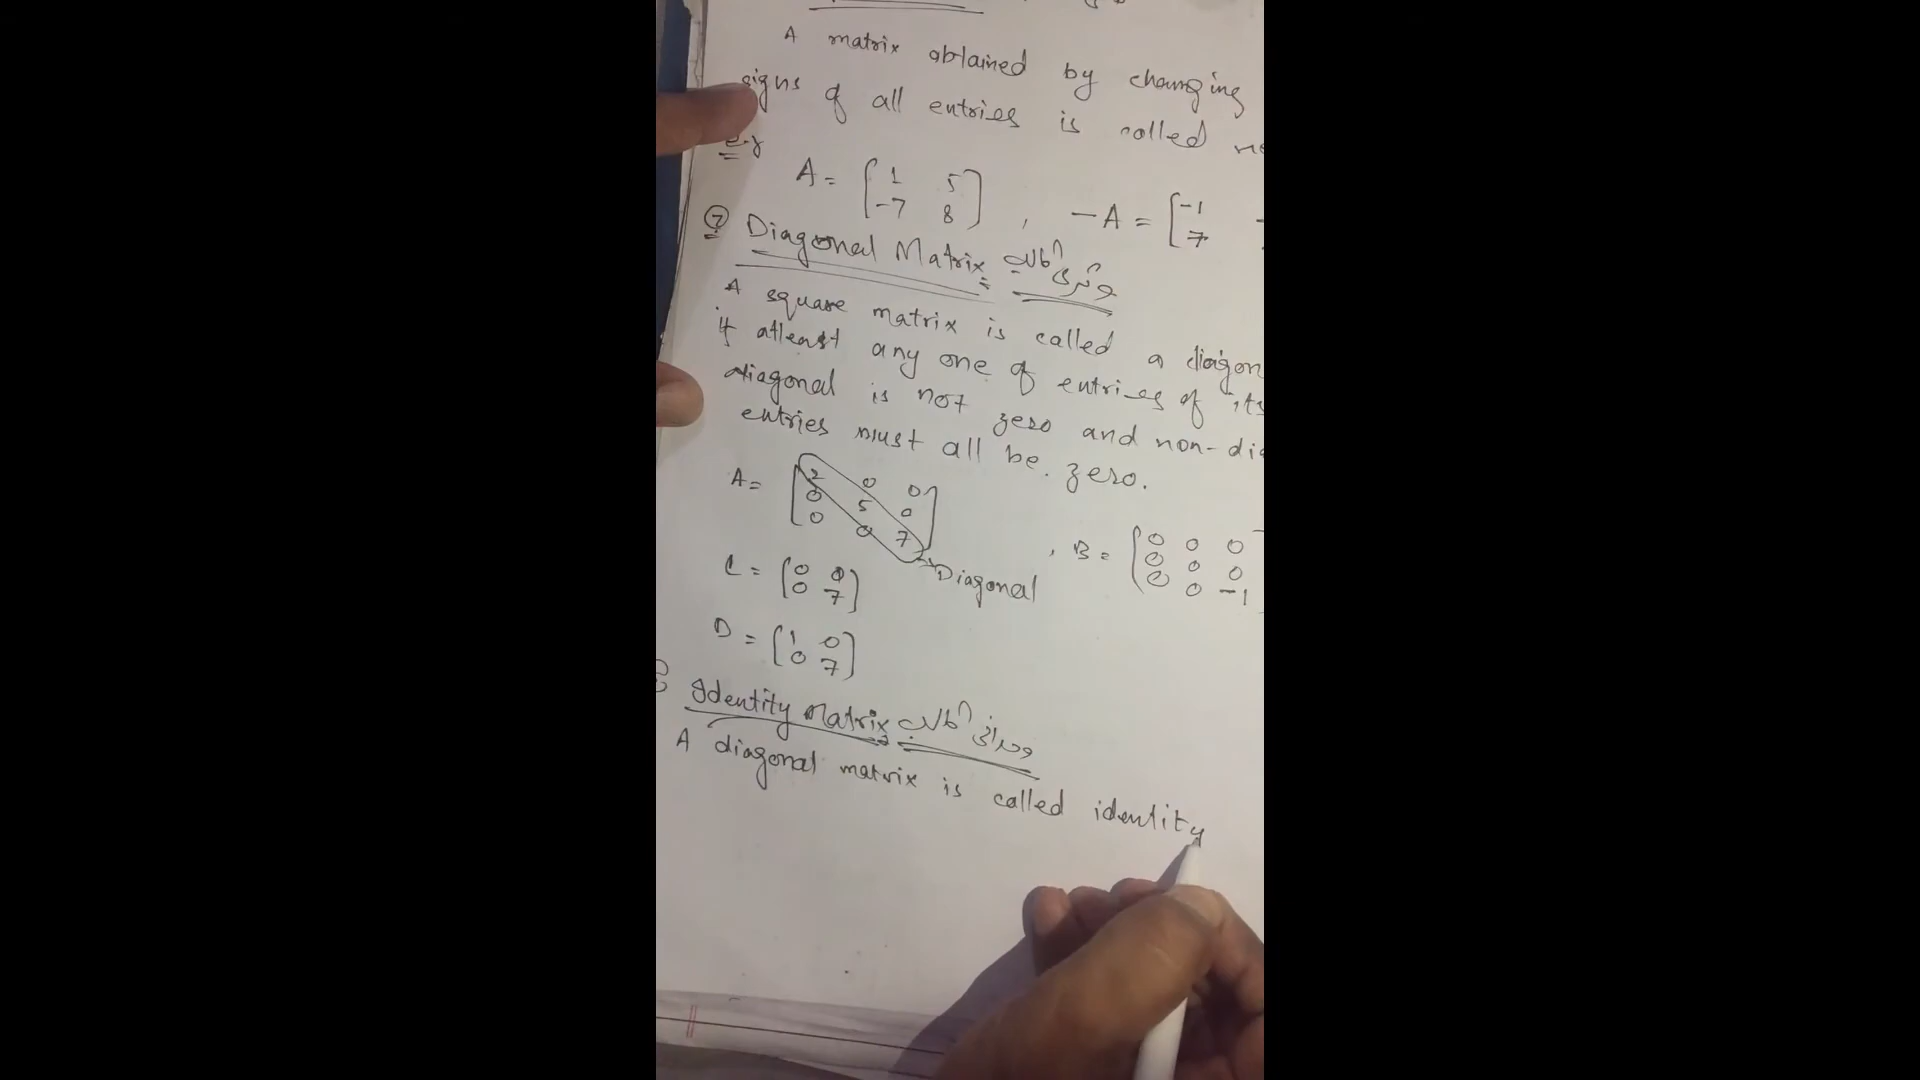 A matrix obtained by changing
signs of all entries is called
e.g
A = [1 5
-7 8] , -A = [-1
7
⑦ Diagonal Matrix وتری قالب
A square matrix is called a diagon
if atleast any one of entries of its
diagonal is not zero and non-dia
entries must all be zero.
A = [2 0 0
0 5 0
0 0 7] Diagonal , B = [0 0 0
0 0 0
0 0 -1
C = [0 0
0 7]
D = [1 0
0 7]
Identity Matrix وحدانی قالب
A diagonal matrix is called identity